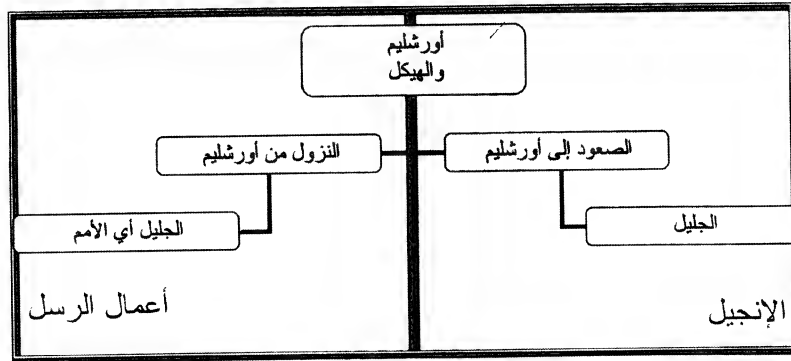 أورشليم
والهيكل
الصعود إلى أورشليم
النزول من أورشليم
الجليل
الجليل أي الأمم
الإنجيل
أعمال الرسل